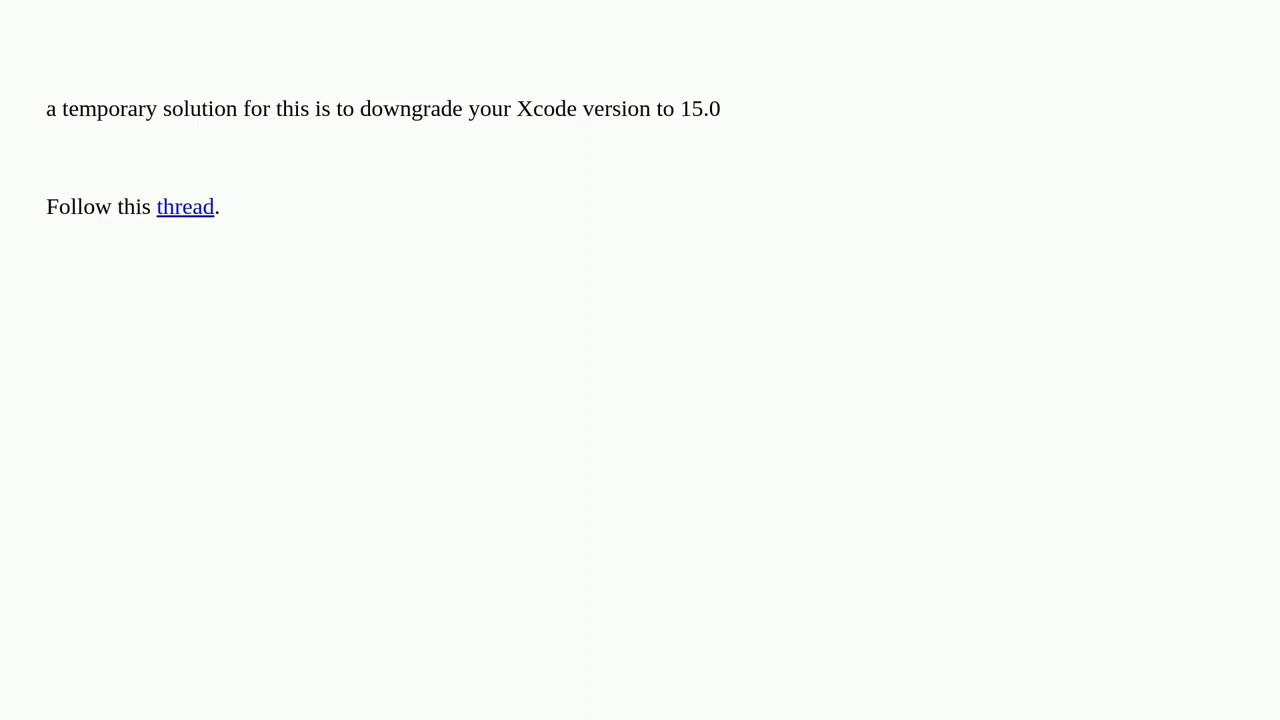 a temporary solution for this is to downgrade your Xcode version to 15.0
Follow this thread.